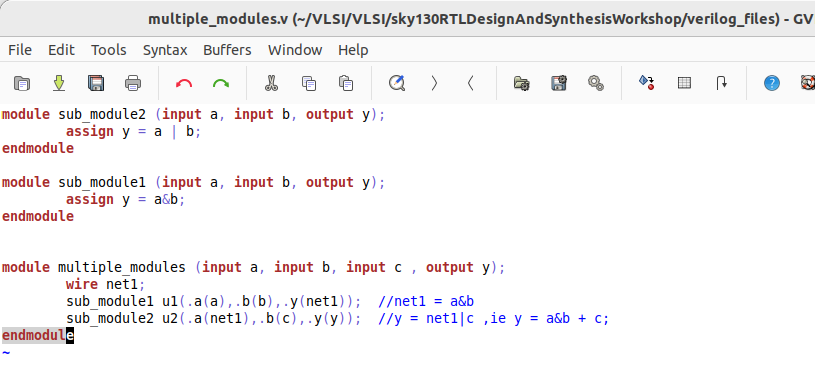 multiple_modules.v (~/VLSI/VLSI/sky130RTLDesignAndSynthesisWorkshop/verilog_files) - GV
File Edit Tools Syntax Buffers Window Help
module sub_module2 (input a, input b, output y);
        assign y = a | b;
endmodule
module sub_module1 (input a, input b, output y);
        assign y = a&b;
endmodule
module multiple_modules (input a, input b, input c , output y);
        wire net1;
        sub_module1 u1(.a(a),.b(b),.y(net1));  //net1 = a&b
        sub_module2 u2(.a(net1),.b(c),.y(y));  //y = net1|c ,ie y = a&b + c;
endmodule
~